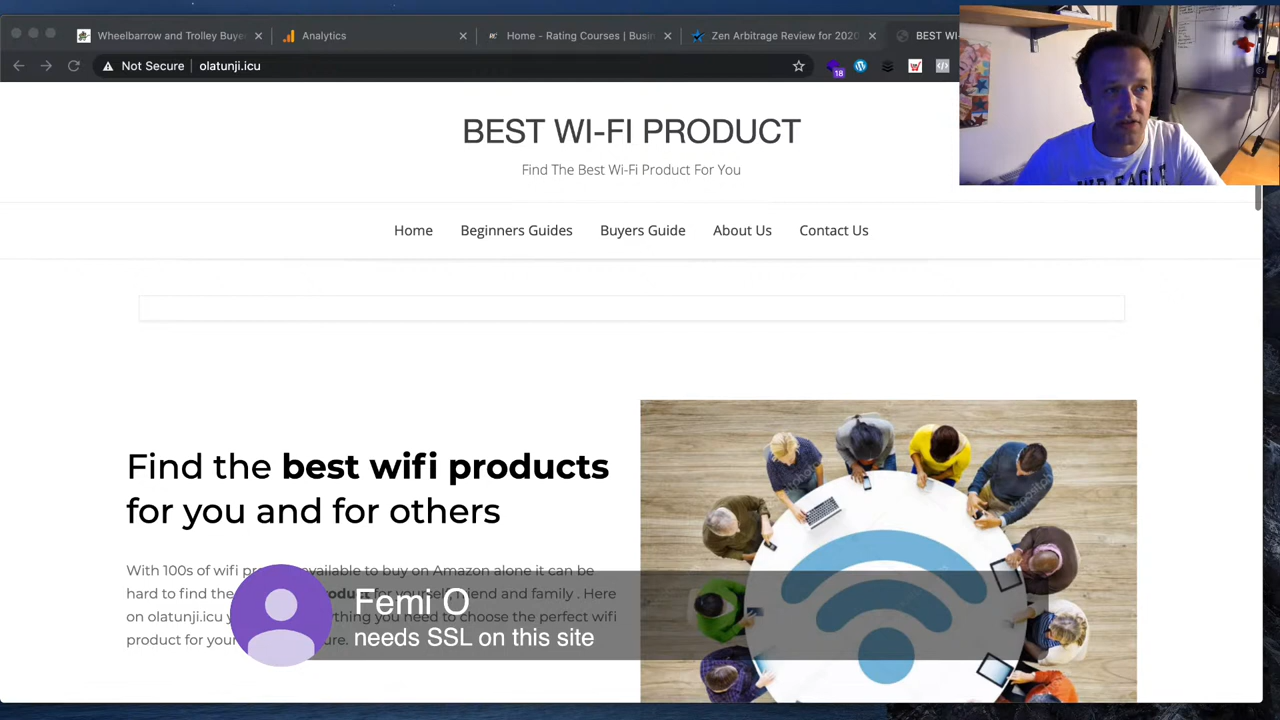 Wheelbarrow and Trolley Buye
Analytics
Home - Rating Courses | Busin
Zen Arbitrage Review for 2020
BEST WI-
Not Secure
olatunji.icu
18
BEST WI-FI PRODUCT
Find The Best Wi-Fi Product For You
Home
Beginners Guides
Buyers Guide
About Us
Contact Us
Find the best wifi products
for you and for others
With 100s of wifi available to buy on Amazon alone it can be
hard to find the for yourself, friend and family . Here
on olatunji.icu you need to choose the perfect wifi
product for your
Femi O
needs SSL on this site